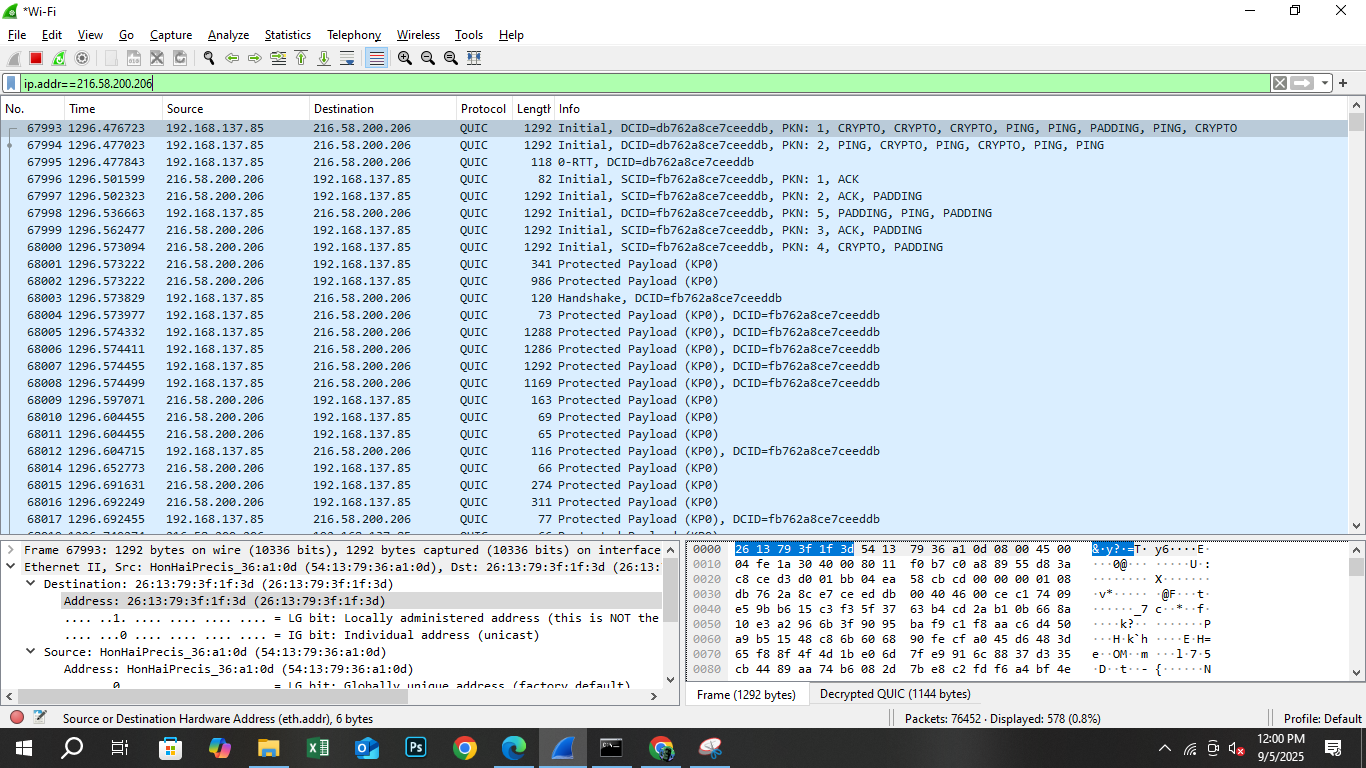 *Wi-Fi
File Edit View Go Capture Analyze Statistics Telephony Wireless Tools Help
ip.addr==216.58.200.206
No. Time Source Destination Protocol Length Info
67993 1296.476723 192.168.137.85 216.58.200.206 QUIC 1292 Initial, DCID=db762a8ce7ceeddb, PKN: 1, CRYPTO, CRYPTO, CRYPTO, PING, PING, PADDING, PING, CRYPTO
67994 1296.477023 192.168.137.85 216.58.200.206 QUIC 1292 Initial, DCID=db762a8ce7ceeddb, PKN: 2, PING, CRYPTO, PING, CRYPTO, PING, PING
67995 1296.477843 192.168.137.85 216.58.200.206 QUIC 118 0-RTT, DCID=db762a8ce7ceeddb
67996 1296.501599 216.58.200.206 192.168.137.85 QUIC 82 Initial, SCID=fb762a8ce7ceeddb, PKN: 1, ACK
67997 1296.502323 216.58.200.206 192.168.137.85 QUIC 1292 Initial, SCID=fb762a8ce7ceeddb, PKN: 2, ACK, PADDING
67998 1296.536663 192.168.137.85 216.58.200.206 QUIC 1292 Initial, DCID=fb762a8ce7ceeddb, PKN: 5, PADDING, PING, PADDING
67999 1296.562477 216.58.200.206 192.168.137.85 QUIC 1292 Initial, SCID=fb762a8ce7ceeddb, PKN: 3, ACK, PADDING
68000 1296.573094 216.58.200.206 192.168.137.85 QUIC 1292 Initial, SCID=fb762a8ce7ceeddb, PKN: 4, CRYPTO, PADDING
68001 1296.573222 216.58.200.206 192.168.137.85 QUIC 341 Protected Payload (KP0)
68002 1296.573222 216.58.200.206 192.168.137.85 QUIC 986 Protected Payload (KP0)
68003 1296.573829 192.168.137.85 216.58.200.206 QUIC 120 Handshake, DCID=fb762a8ce7ceeddb
68004 1296.573977 192.168.137.85 216.58.200.206 QUIC 73 Protected Payload (KP0), DCID=fb762a8ce7ceeddb
68005 1296.574332 192.168.137.85 216.58.200.206 QUIC 1288 Protected Payload (KP0), DCID=fb762a8ce7ceeddb
68006 1296.574411 192.168.137.85 216.58.200.206 QUIC 1286 Protected Payload (KP0), DCID=fb762a8ce7ceeddb
68007 1296.574455 192.168.137.85 216.58.200.206 QUIC 1292 Protected Payload (KP0), DCID=fb762a8ce7ceeddb
68008 1296.574499 192.168.137.85 216.58.200.206 QUIC 1169 Protected Payload (KP0), DCID=fb762a8ce7ceeddb
68009 1296.597071 216.58.200.206 192.168.137.85 QUIC 163 Protected Payload (KP0)
68010 1296.604455 216.58.200.206 192.168.137.85 QUIC 69 Protected Payload (KP0)
68011 1296.604455 216.58.200.206 192.168.137.85 QUIC 65 Protected Payload (KP0)
68012 1296.604715 192.168.137.85 216.58.200.206 QUIC 116 Protected Payload (KP0), DCID=fb762a8ce7ceeddb
68014 1296.652773 216.58.200.206 192.168.137.85 QUIC 66 Protected Payload (KP0)
68015 1296.691631 216.58.200.206 192.168.137.85 QUIC 274 Protected Payload (KP0)
68016 1296.692249 216.58.200.206 192.168.137.85 QUIC 311 Protected Payload (KP0)
68017 1296.692455 192.168.137.85 216.58.200.206 QUIC 77 Protected Payload (KP0), DCID=fb762a8ce7ceeddb
Frame 67993: 1292 bytes on wire (10336 bits), 1292 bytes captured (10336 bits) on interface
Ethernet II, Src: HonHaiPrecis_36:a1:0d (54:13:79:36:a1:0d), Dst: 26:13:79:3f:1f:3d (26:13:
Destination: 26:13:79:3f:1f:3d (26:13:79:3f:1f:3d)
Address: 26:13:79:3f:1f:3d (26:13:79:3f:1f:3d)
.... ..1. .... .... .... .... = LG bit: Locally administered address (this is NOT the
.... ...0 .... .... .... .... = IG bit: Individual address (unicast)
Source: HonHaiPrecis_36:a1:0d (54:13:79:36:a1:0d)
Address: HonHaiPrecis_36:a1:0d (54:13:79:36:a1:0d)
0. = LG bit: Globally unique address (factory default)
0000 26 13 79 3f 1f 3d 54 13 79 36 a1 0d 08 00 45 00 &·y?·=T· y6····E·
0010 04 fe 1a 30 40 00 80 11 f0 b7 c0 a8 89 55 d8 3a ···0@··· ·····U·:
0020 c8 ce d3 d0 01 bb 04 ea 58 cb cd 00 00 00 01 08 ········ X·······
0030 db 76 2a 8c e7 ce ed db 00 40 46 00 ce c1 74 09 ·v*····· ·@F···t·
0040 e5 9b b6 15 c3 f3 5f 37 63 b4 cd 2a b1 0b 66 8a ······_7 c··*··f·
0050 10 e3 a2 96 6b 3f 90 95 ba f9 c1 f8 aa c6 d4 50 ····k?·· ·······P
0060 a9 b5 15 48 c8 6b 60 68 90 fe cf a0 45 d6 48 3d ···H·k`h ····E·H=
0070 65 f8 8f 4f 4d 1b e0 6d 7f e9 91 6c 88 37 d3 35 e··OM··m ···l·7·5
0080 cb 44 89 aa 74 b6 08 2d 7b e8 c2 fd f6 a4 bf 4e ·D··t··- {······N
Frame (1292 bytes) Decrypted QUIC (1144 bytes)
Source or Destination Hardware Address (eth.addr), 6 bytes
Packets: 76452 · Displayed: 578 (0.8%)
Profile: Default
12:00 PM
9/5/2025